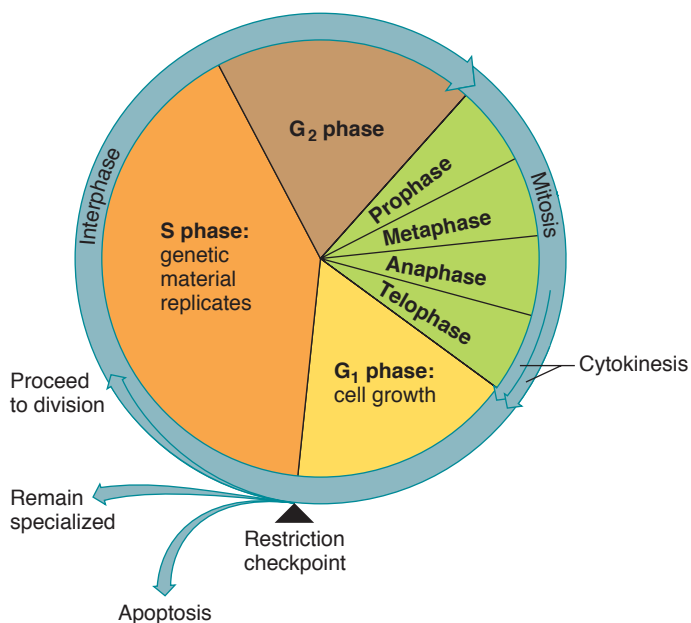 G2 phase
Interphase
Prophase
Mitosis
Metaphase
S phase:
genetic
material
replicates
Anaphase
Telophase
G1 phase:
cell growth
Cytokinesis
Proceed
to division
Remain
specialized
Restriction
checkpoint
Apoptosis